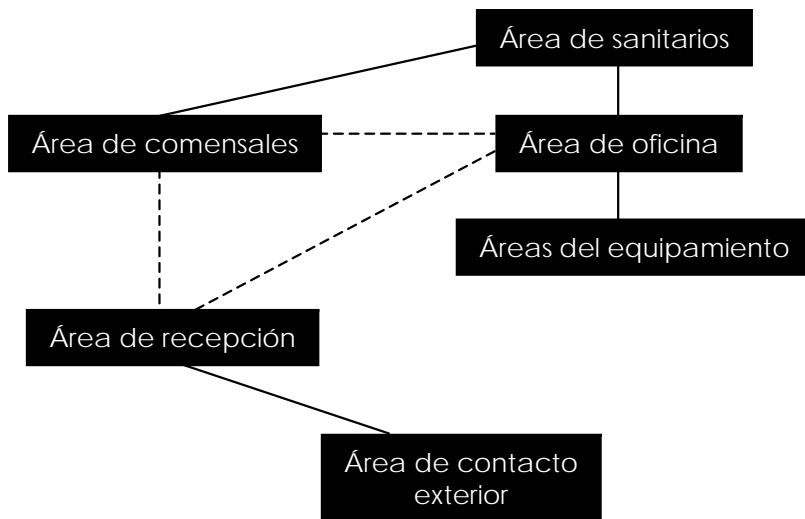 Área de sanitarios
Área de comensales
Área de oficina
Áreas del equipamiento
Área de recepción
Área de contacto
exterior